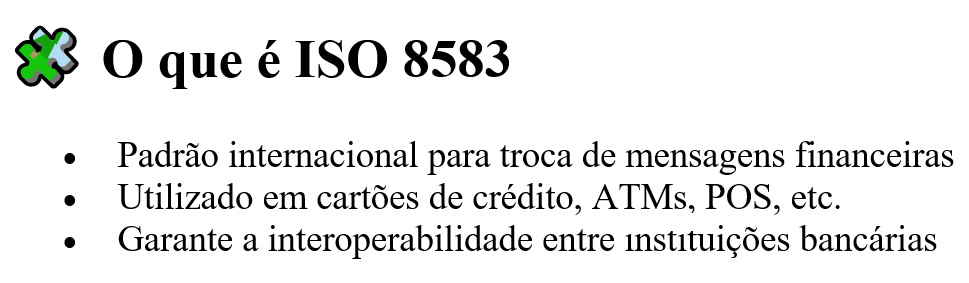 O que é ISO 8583
• Padrão internacional para troca de mensagens financeiras
• Utilizado em cartões de crédito, ATMs, POS, etc.
• Garante a interoperabilidade entre ınstıtuições bancárias